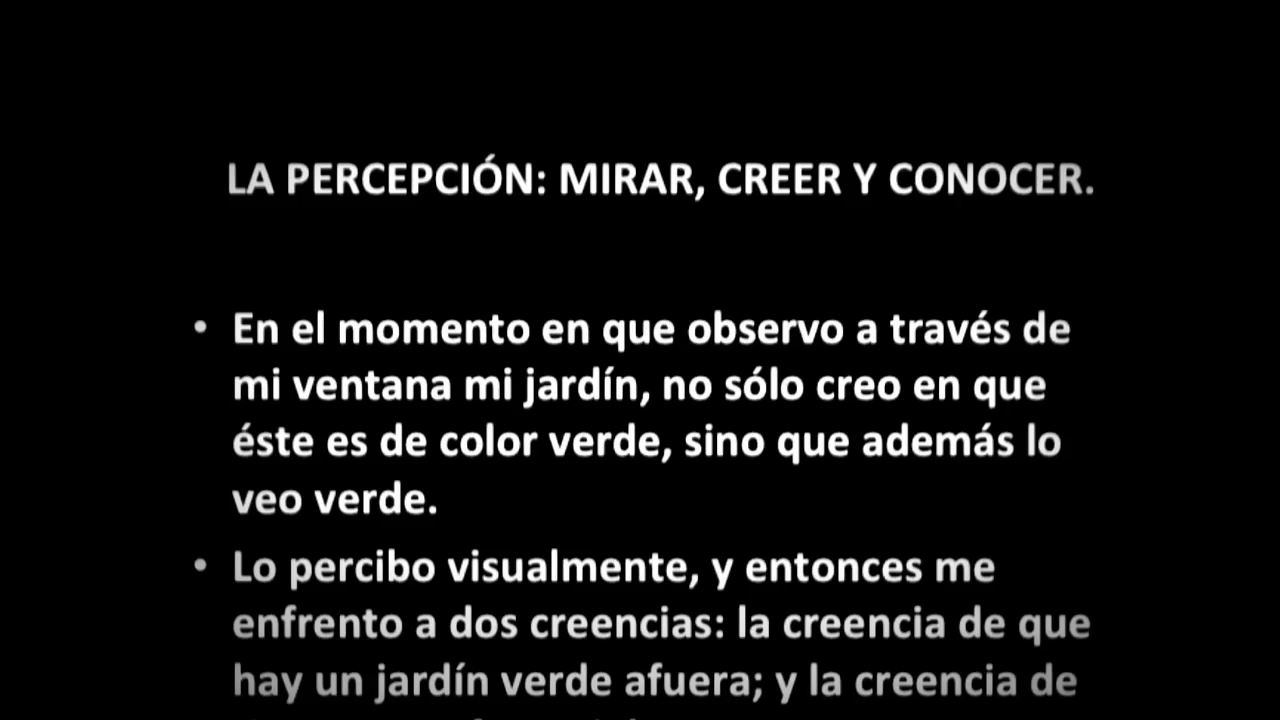 LA PERCEPCIÓN: MIRAR, CREER Y CONOCER.
• En el momento en que observo a través de
mi ventana mi jardín, no sólo creo en que
éste es de color verde, sino que además lo
veo verde.
• Lo percibo visualmente, y entonces me
enfrento a dos creencias: la creencia de que
hay un jardín verde afuera; y la creencia de